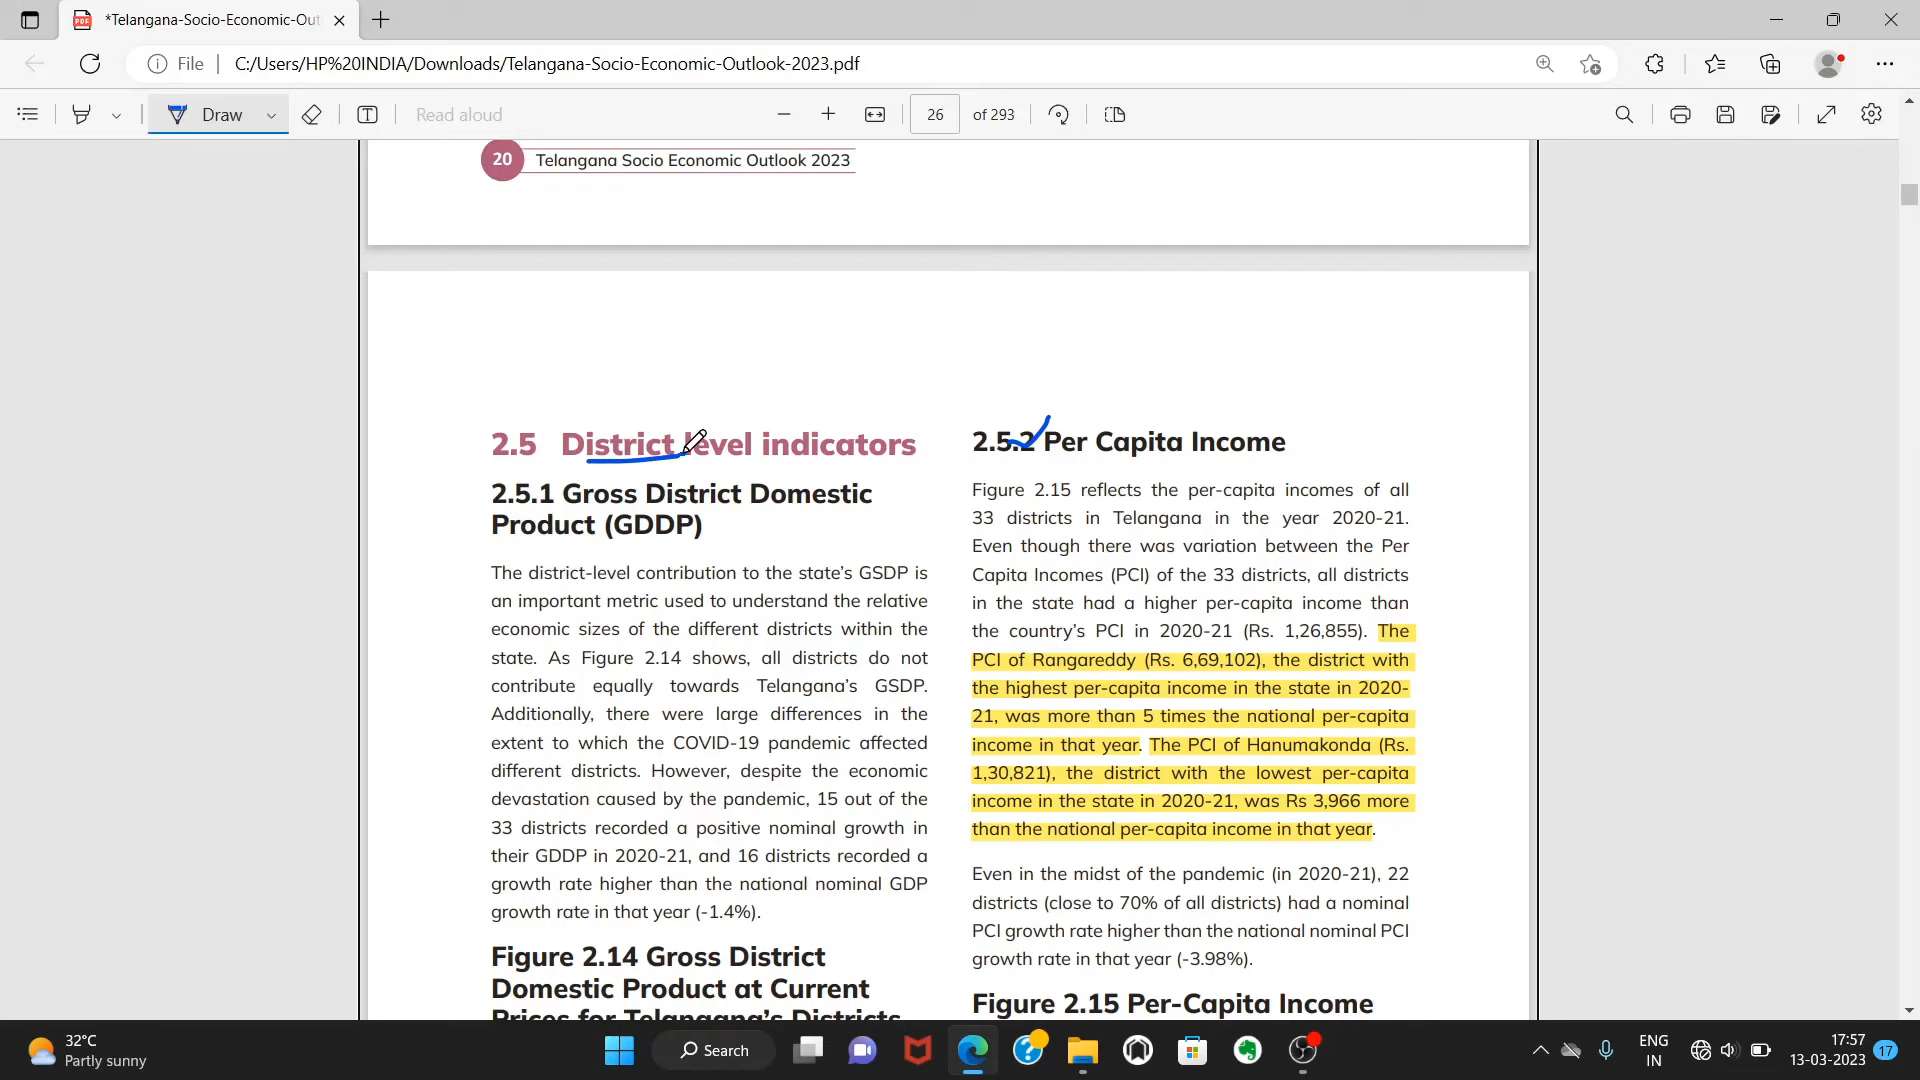 *Telangana-Socio-Economic-Out
File
C:/Users/HP%20INDIA/Downloads/Telangana-Socio-Economic-Outlook-2023.pdf
Draw
Read aloud
26 of 293
20 Telangana Socio Economic Outlook 2023
2.5 District level indicators
2.5.1 Gross District Domestic
Product (GDDP)
The district-level contribution to the state’s GSDP is
an important metric used to understand the relative
economic sizes of the different districts within the
state. As Figure 2.14 shows, all districts do not
contribute equally towards Telangana’s GSDP.
Additionally, there were large differences in the
extent to which the COVID-19 pandemic affected
different districts. However, despite the economic
devastation caused by the pandemic, 15 out of the
33 districts recorded a positive nominal growth in
their GDDP in 2020-21, and 16 districts recorded a
growth rate higher than the national nominal GDP
growth rate in that year (-1.4%).
Figure 2.14 Gross District
Domestic Product at Current
Prices for Telangana’s Districts
2.5.2 Per Capita Income
Figure 2.15 reflects the per-capita incomes of all
33 districts in Telangana in the year 2020-21.
Even though there was variation between the Per
Capita Incomes (PCI) of the 33 districts, all districts
in the state had a higher per-capita income than
the country’s PCI in 2020-21 (Rs. 1,26,855). The
PCI of Rangareddy (Rs. 6,69,102), the district with
the highest per-capita income in the state in 2020-
21, was more than 5 times the national per-capita
income in that year. The PCI of Hanumakonda (Rs.
1,30,821), the district with the lowest per-capita
income in the state in 2020-21, was Rs 3,966 more
than the national per-capita income in that year.
Even in the midst of the pandemic (in 2020-21), 22
districts (close to 70% of all districts) had a nominal
PCI growth rate higher than the national nominal PCI
growth rate in that year (-3.98%).
Figure 2.15 Per-Capita Income
32°C
Partly sunny
Search
ENG
IN
17:57
13-03-2023
17